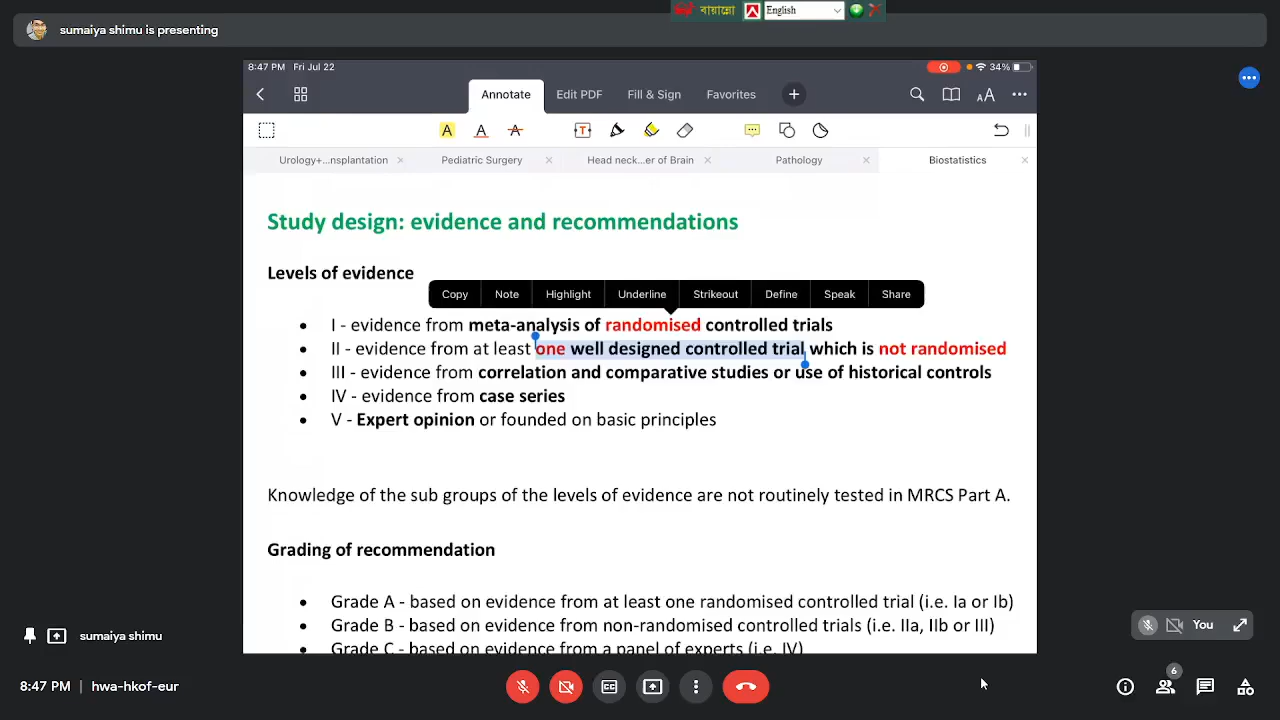 বায়ান্নো English
sumaiya shimu is presenting
8:47 PM Fri Jul 22 34%
Annotate Edit PDF Fill & Sign Favorites
Urology+...nsplantation Pediatric Surgery Head neck...er of Brain Pathology Biostatistics
Study design: evidence and recommendations
Levels of evidence
Copy Note Highlight Underline Strikeout Define Speak Share
• I - evidence from meta-analysis of randomised controlled trials
• II - evidence from at least one well designed controlled trial which is not randomised
• III - evidence from correlation and comparative studies or use of historical controls
• IV - evidence from case series
• V - Expert opinion or founded on basic principles
Knowledge of the sub groups of the levels of evidence are not routinely tested in MRCS Part A.
Grading of recommendation
• Grade A - based on evidence from at least one randomised controlled trial (i.e. Ia or Ib)
• Grade B - based on evidence from non-randomised controlled trials (i.e. IIa, IIb or III)
• Grade C - based on evidence from a panel of experts (i.e. IV)
sumaiya shimu
You
8:47 PM | hwa-hkof-eur
6